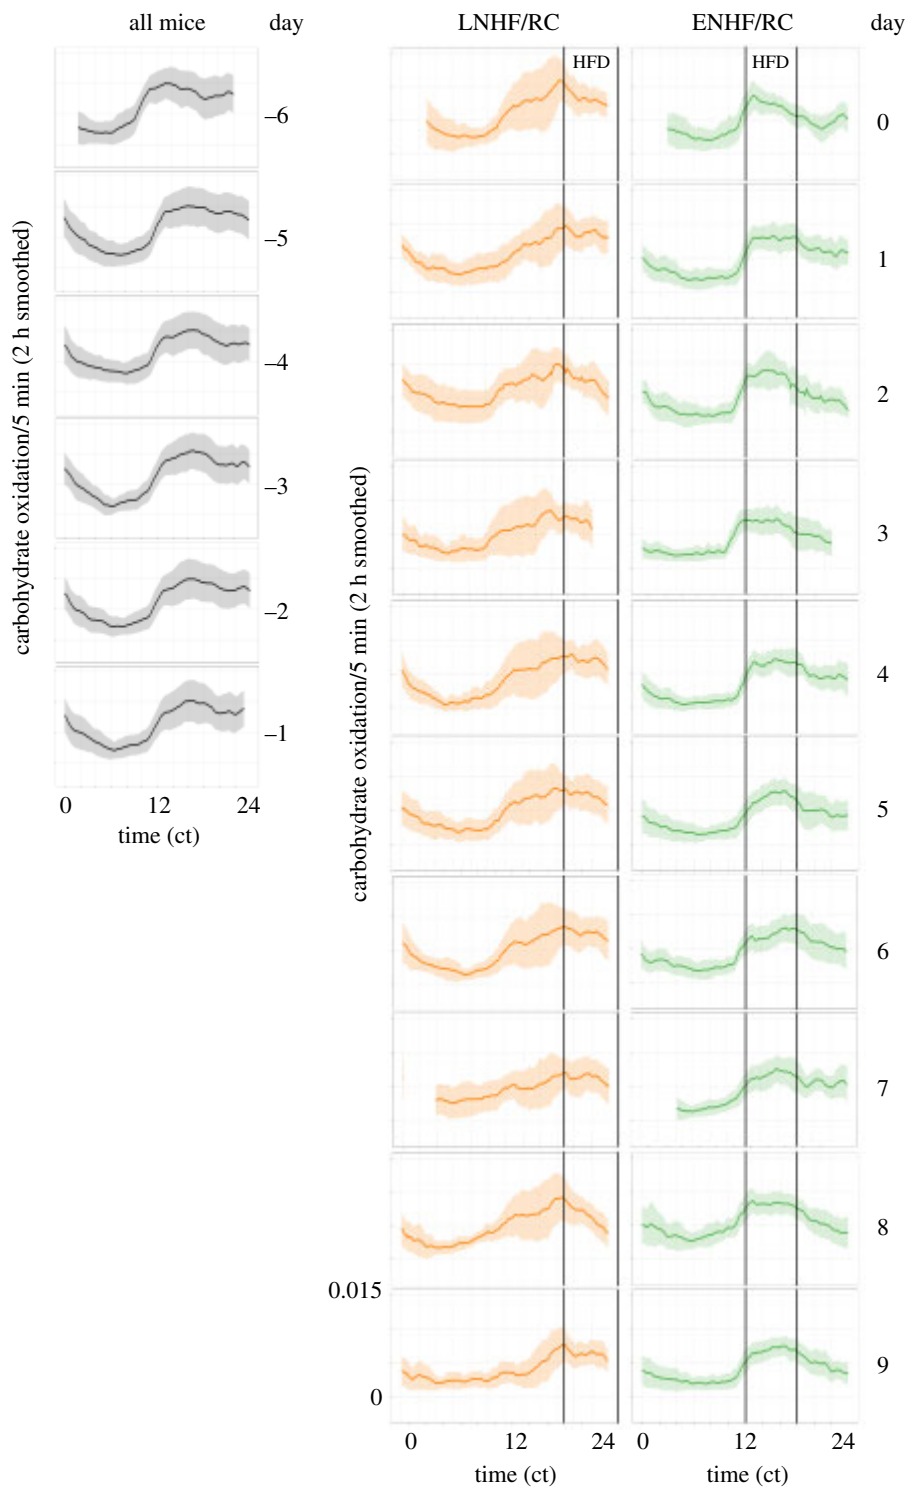 all mice
day
carbohydrate oxidation/5 min (2 h smoothed)
–6
–5
–4
–3
–2
–1
0 12 24
time (ct)
LNHF/RC
ENHF/RC
day
carbohydrate oxidation/5 min (2 h smoothed)
HFD
HFD
0
1
2
3
4
5
6
7
8
9
0.015
0
0 12 24
time (ct)
0 12 24
time (ct)